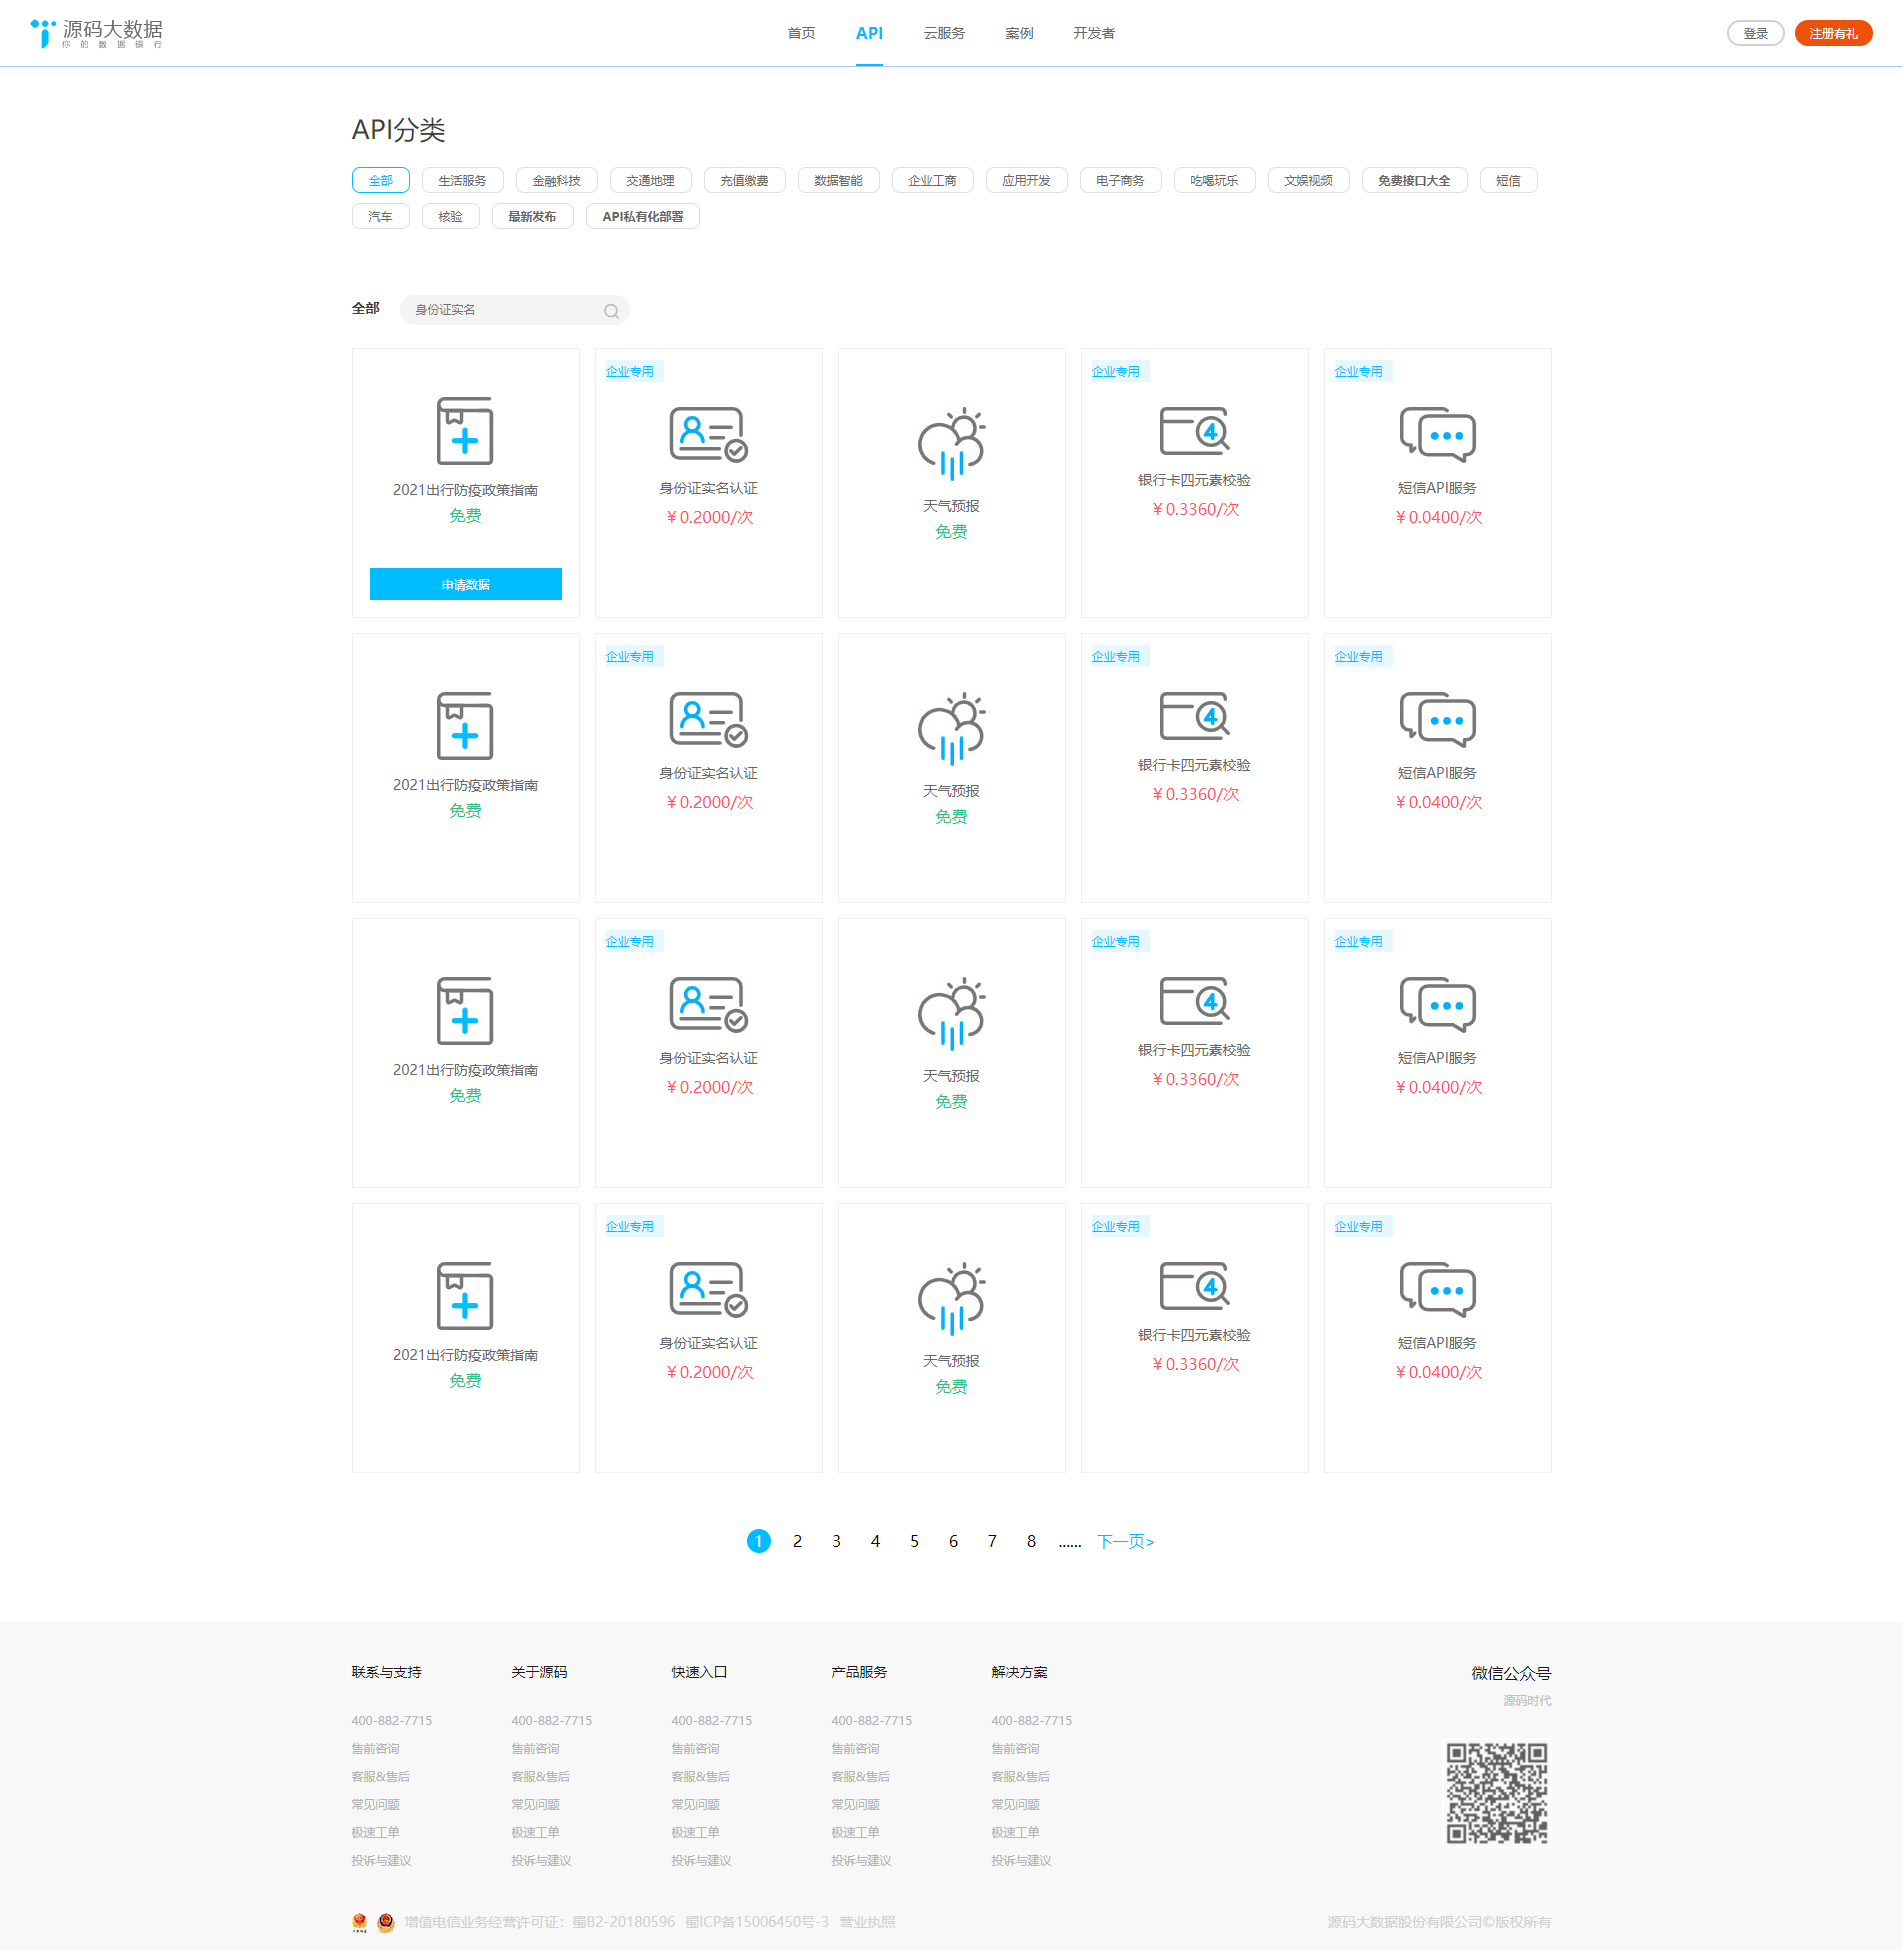 源码大数据
你的数据银行
首页 API 云服务 案例 开发者
登录 注册有礼
API分类
全部 生活服务 金融科技 交通地理 充值缴费 数据智能 企业工商 应用开发 电子商务 吃喝玩乐 文娱视频 免费接口大全 短信
汽车 核验 最新发布 API私有化部署
全部 身份证实名
企业专用 企业专用 企业专用
2021出行防疫政策指南 身份证实名认证 天气预报 银行卡四元素校验 短信API服务
免费 ￥0.2000/次 免费 ￥0.3360/次 ￥0.0400/次
申请数据
企业专用 企业专用 企业专用
2021出行防疫政策指南 身份证实名认证 天气预报 银行卡四元素校验 短信API服务
免费 ￥0.2000/次 免费 ￥0.3360/次 ￥0.0400/次
企业专用 企业专用 企业专用
2021出行防疫政策指南 身份证实名认证 天气预报 银行卡四元素校验 短信API服务
免费 ￥0.2000/次 免费 ￥0.3360/次 ￥0.0400/次
企业专用 企业专用 企业专用
2021出行防疫政策指南 身份证实名认证 天气预报 银行卡四元素校验 短信API服务
免费 ￥0.2000/次 免费 ￥0.3360/次 ￥0.0400/次
1 2 3 4 5 6 7 8 ...... 下一页>
联系与支持 关于源码 快速入口 产品服务 解决方案 微信公众号
源码时代
400-882-7715 400-882-7715 400-882-7715 400-882-7715 400-882-7715
售前咨询 售前咨询 售前咨询 售前咨询 售前咨询
客服&售后 客服&售后 客服&售后 客服&售后 客服&售后
常见问题 常见问题 常见问题 常见问题 常见问题
极速工单 极速工单 极速工单 极速工单 极速工单
投诉与建议 投诉与建议 投诉与建议 投诉与建议 投诉与建议
增值电信业务经营许可证：蜀B2-20180596 蜀ICP备15006450号-3 营业执照 源码大数据股份有限公司©版权所有